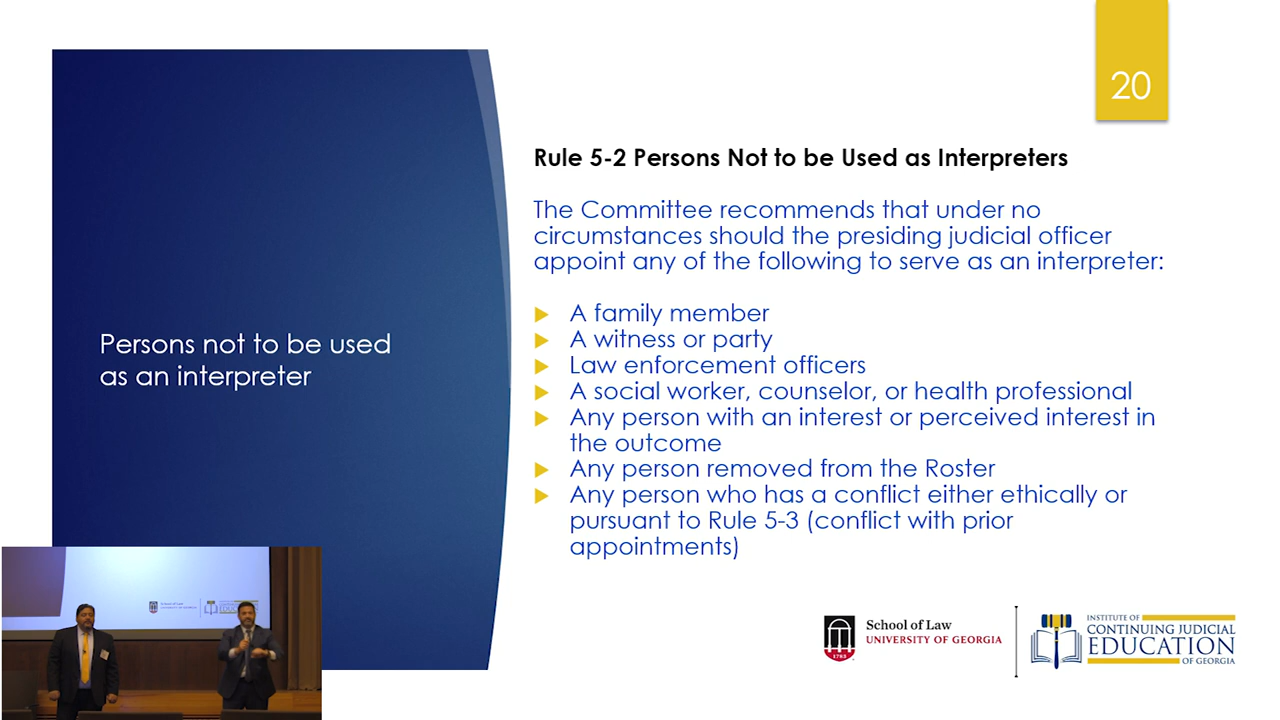 20
Persons not to be used
as an interpreter
Rule 5-2 Persons Not to be Used as Interpreters
The Committee recommends that under no
circumstances should the presiding judicial officer
appoint any of the following to serve as an interpreter:
A family member
A witness or party
Law enforcement officers
A social worker, counselor, or health professional
Any person with an interest or perceived interest in
the outcome
Any person removed from the Roster
Any person who has a conflict either ethically or
pursuant to Rule 5-3 (conflict with prior
appointments)
1785
School of Law
UNIVERSITY OF GEORGIA
INSTITUTE OF
CONTINUING JUDICIAL
EDUCATION
OF GEORGIA
School of Law